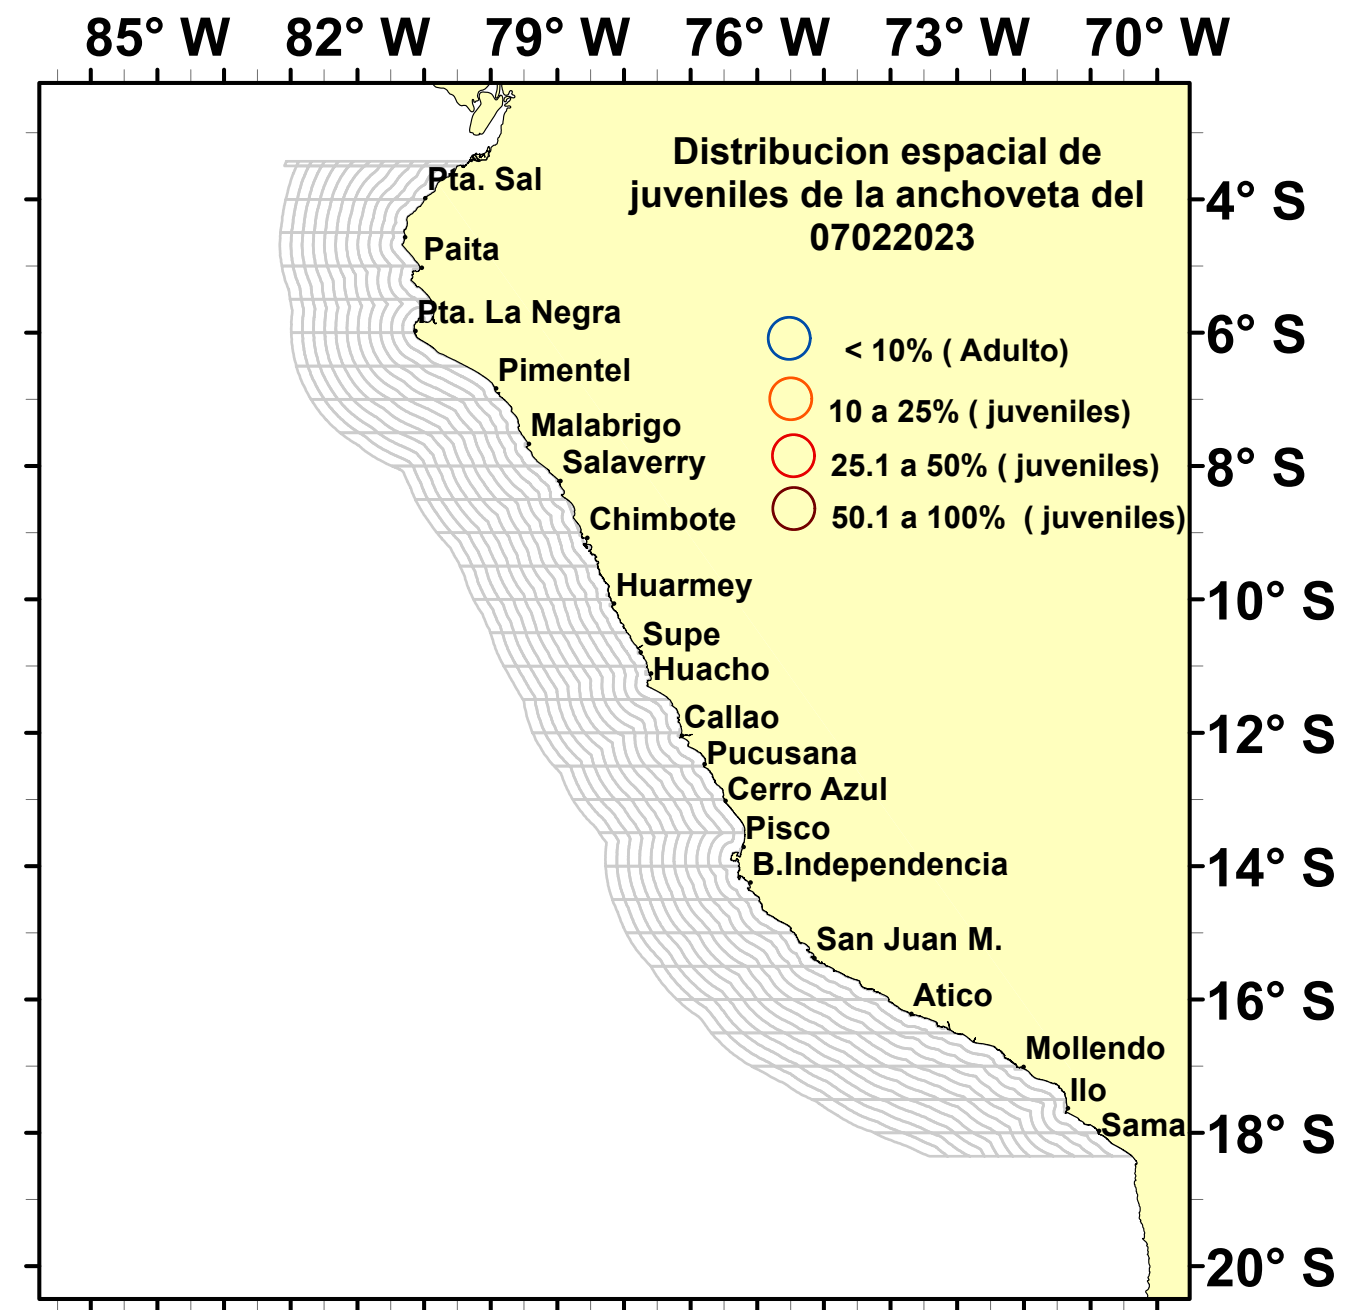 85° W 82° W 79° W 76° W 73° W 70° W
Distribucion espacial de
juveniles de la anchoveta del
07022023
Pta. Sal
4° S
Paita
Pta. La Negra
6° S
< 10% ( Adulto)
Pimentel
10 a 25% ( juveniles)
Malabrigo
Salaverry
25.1 a 50% ( juveniles)
8° S
Chimbote
50.1 a 100% ( juveniles)
Huarmey
10° S
Supe
Huacho
Callao
12° S
Pucusana
Cerro Azul
Pisco
B.Independencia
14° S
San Juan M.
Atico
16° S
Mollendo
Ilo
Sama
18° S
20° S